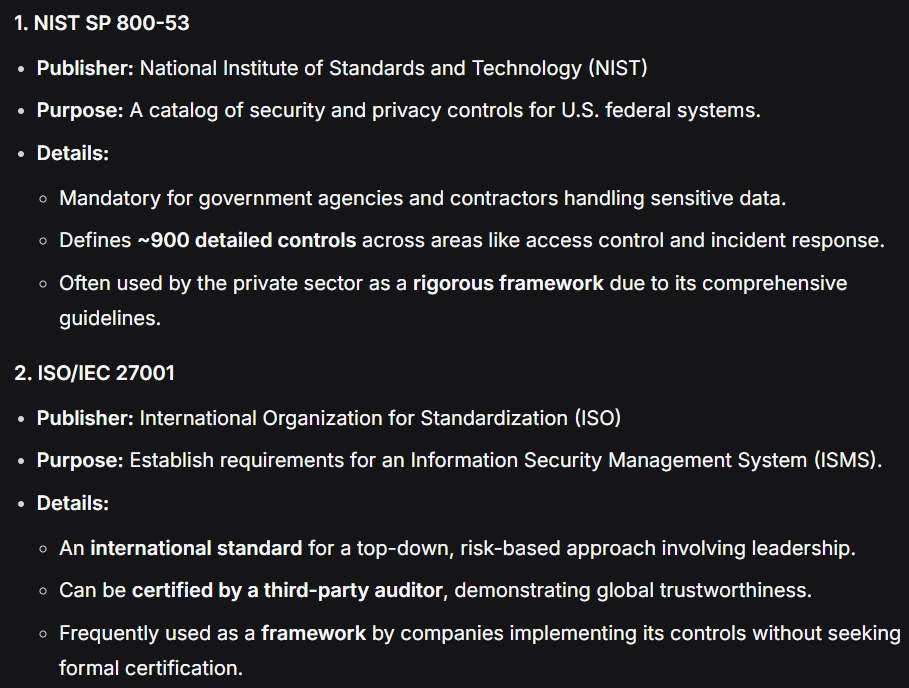 1. NIST SP 800-53
• Publisher: National Institute of Standards and Technology (NIST)
• Purpose: A catalog of security and privacy controls for U.S. federal systems.
• Details:
◦ Mandatory for government agencies and contractors handling sensitive data.
◦ Defines ~900 detailed controls across areas like access control and incident response.
◦ Often used by the private sector as a rigorous framework due to its comprehensive
guidelines.
2. ISO/IEC 27001
• Publisher: International Organization for Standardization (ISO)
• Purpose: Establish requirements for an Information Security Management System (ISMS).
• Details:
◦ An international standard for a top-down, risk-based approach involving leadership.
◦ Can be certified by a third-party auditor, demonstrating global trustworthiness.
◦ Frequently used as a framework by companies implementing its controls without seeking
formal certification.